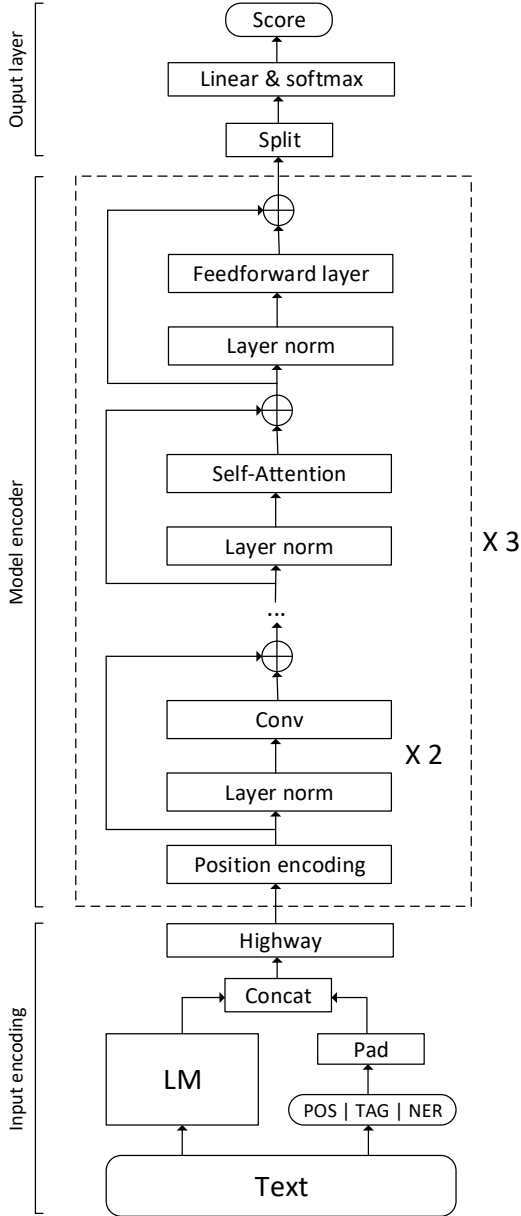 Score
Ouput layer
Linear & softmax
Split
Feedforward layer
Layer norm
Self-Attention
Model encoder
Layer norm
X 3
...
Conv
X 2
Layer norm
Position encoding
Highway
Concat
Input encoding
LM
Pad
POS | TAG | NER
Text